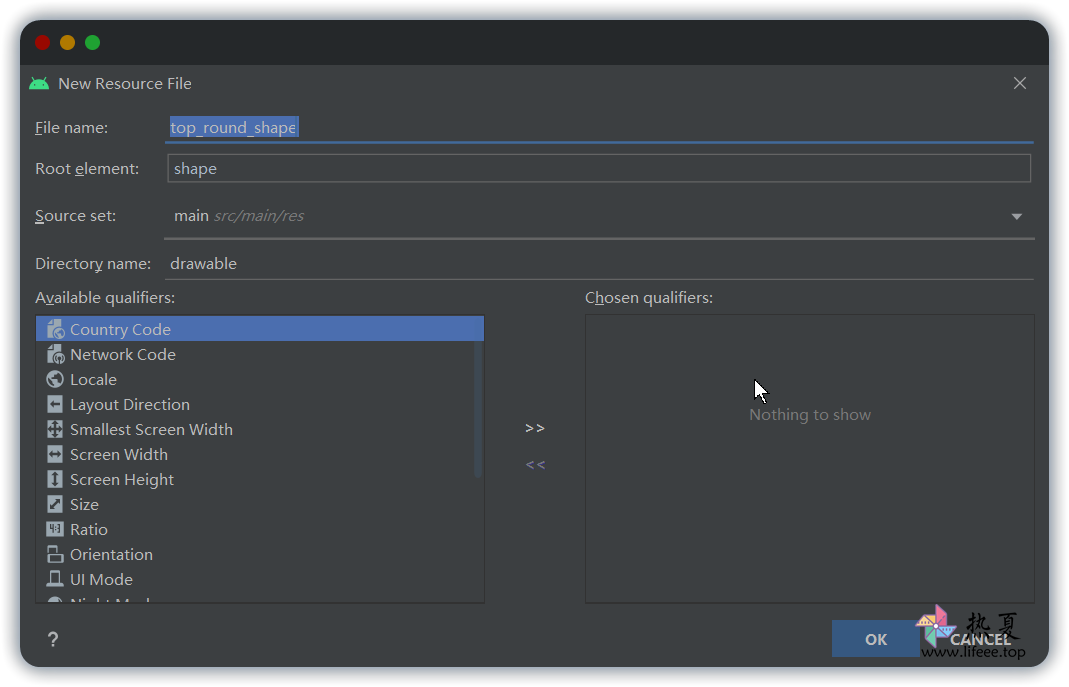 New Resource File
File name: top_round_shape
Root element: shape
Source set: main src/main/res
Directory name: drawable
Available qualifiers: Chosen qualifiers:
Country Code
Network Code
Locale
Layout Direction
Smallest Screen Width
Screen Width
Screen Height
Size
4:3 Ratio
Orientation
UI Mode
Nothing to show
>>
<<
? OK CANCEL
热夏
www.lifeee.top